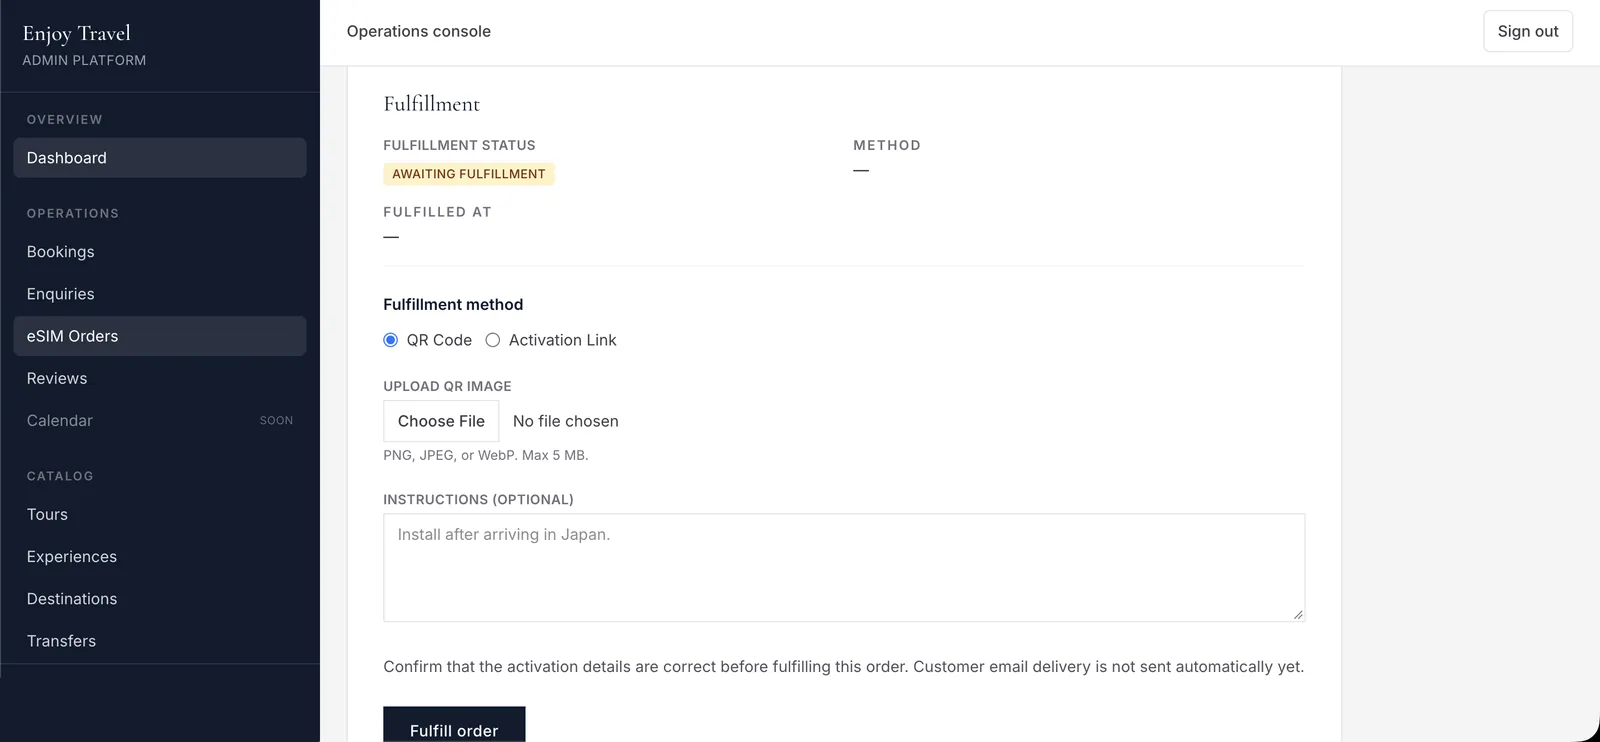 Enjoy Travel
ADMIN PLATFORM
OVERVIEW
Dashboard
OPERATIONS
Bookings
Enquiries
eSIM Orders
Reviews
Calendar SOON
CATALOG
Tours
Experiences
Destinations
Transfers
Operations console
Sign out
Fulfillment
FULFILLMENT STATUS
AWAITING FULFILLMENT
METHOD
—
FULFILLED AT
—
Fulfillment method
QR Code Activation Link
UPLOAD QR IMAGE
Choose File No file chosen
PNG, JPEG, or WebP. Max 5 MB.
INSTRUCTIONS (OPTIONAL)
Install after arriving in Japan.
Confirm that the activation details are correct before fulfilling this order. Customer email delivery is not sent automatically yet.
Fulfill order